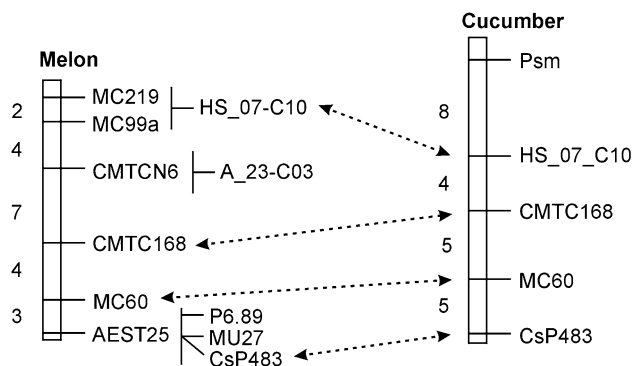 Cucumber
Melon
Psm
MC219
2
HS_07-C10
8
MC99a
4
HS_07_C10
CMTCN6
A_23-C03
4
7
CMTC168
CMTC168
5
4
MC60
MC60
5
3
P6.89
AEST25
MU27
CsP483
CsP483